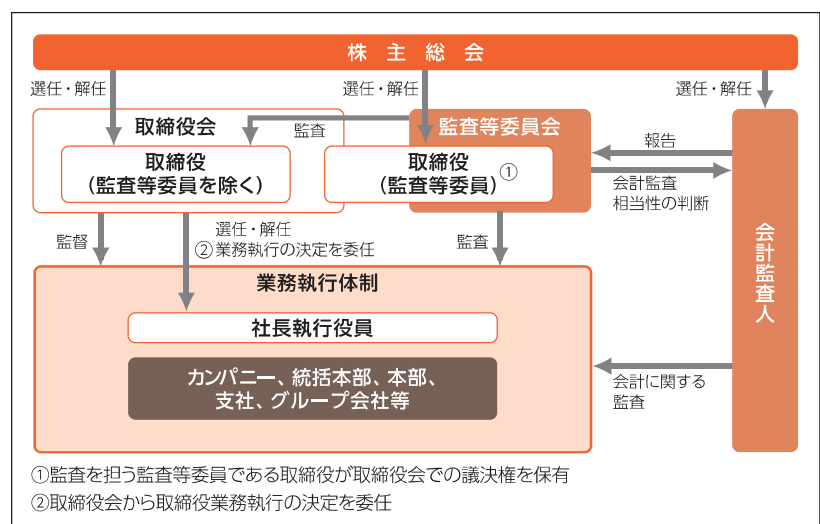 株主総会
選任・解任
選任・解任
選任・解任
取締役会
監査
監査等委員会
取締役
(監査等委員を除く)
取締役
(監査等委員)①
報告
会計監査
相当性の判断
会計監査人
監督
選任・解任
②業務執行の決定を委任
監査
業務執行体制
社長執行役員
カンパニー、統括本部、本部、
支社、グループ会社等
会計に関する
監査
①監査を担う監査等委員である取締役が取締役会での議決権を保有
②取締役会から取締役業務執行の決定を委任